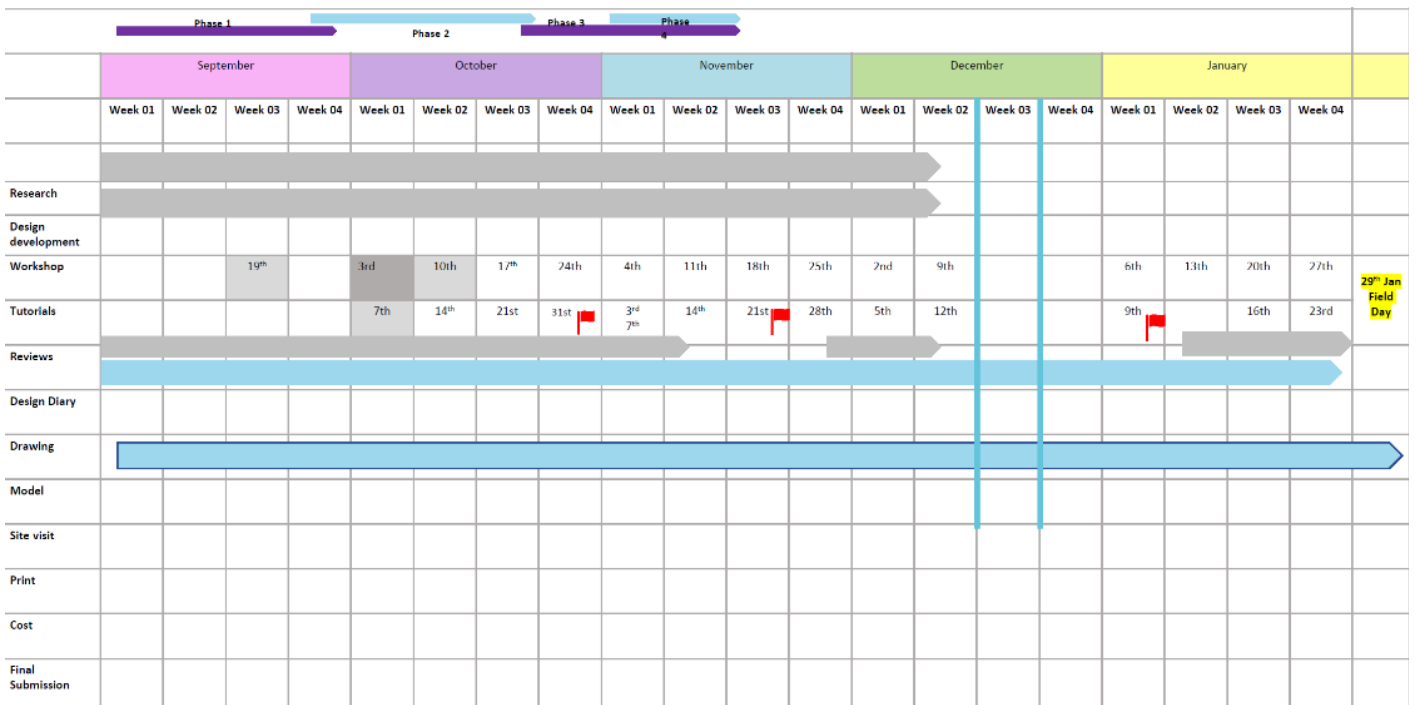 Phase 1
Phase 2
Phase 3
Phase
4
September October November December January
Week 01 Week 02 Week 03 Week 04 Week 01 Week 02 Week 03 Week 04 Week 01 Week 02 Week 03 Week 04 Week 01 Week 02 Week 03 Week 04 Week 01 Week 02 Week 03 Week 04
Research
Design
development
Workshop 19th 3rd 10th 17th 24th 4th 11th 18th 25th 2nd 9th 6th 13th 20th 27th
29th Jan
Field
Day
Tutorials 7th 14th 21st 31st 3rd 14th 21st 28th 5th 12th 9th 16th 23rd
7th
Reviews
Design Diary
Drawing
Model
Site visit
Print
Cost
Final
Submission